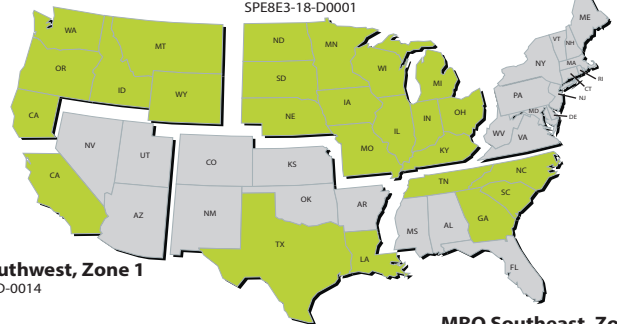 SPE8E3-18-D0001
ME
WA
MT
ND
MN
VT
NH
OR
ID
SD
WI
NY
MA
RI
CT
WY
MI
PA
NJ
CA
NE
IA
OH
MD
DE
IL
IN
WV
VA
NV
UT
CO
KS
MO
KY
CA
TN
NC
AZ
NM
OK
AR
SC
MS
AL
GA
TX
LA
FL
uthwest, Zone 1
D-0014
MRO Southeast, Zo